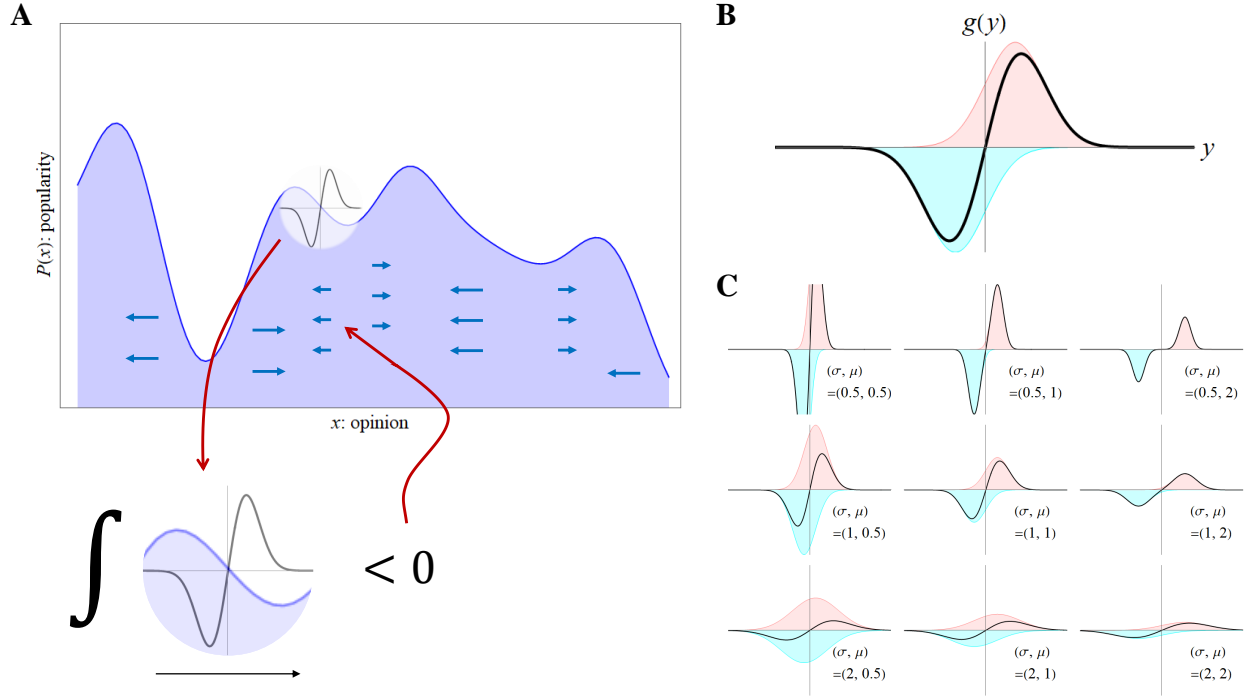 A
P(x): popularity
x: opinion
∫
< 0
B
g(y)
y
C
(σ, μ)
=(0.5, 0.5)
(σ, μ)
=(0.5, 1)
(σ, μ)
=(0.5, 2)
(σ, μ)
=(1, 0.5)
(σ, μ)
=(1, 1)
(σ, μ)
=(1, 2)
(σ, μ)
=(2, 0.5)
(σ, μ)
=(2, 1)
(σ, μ)
=(2, 2)